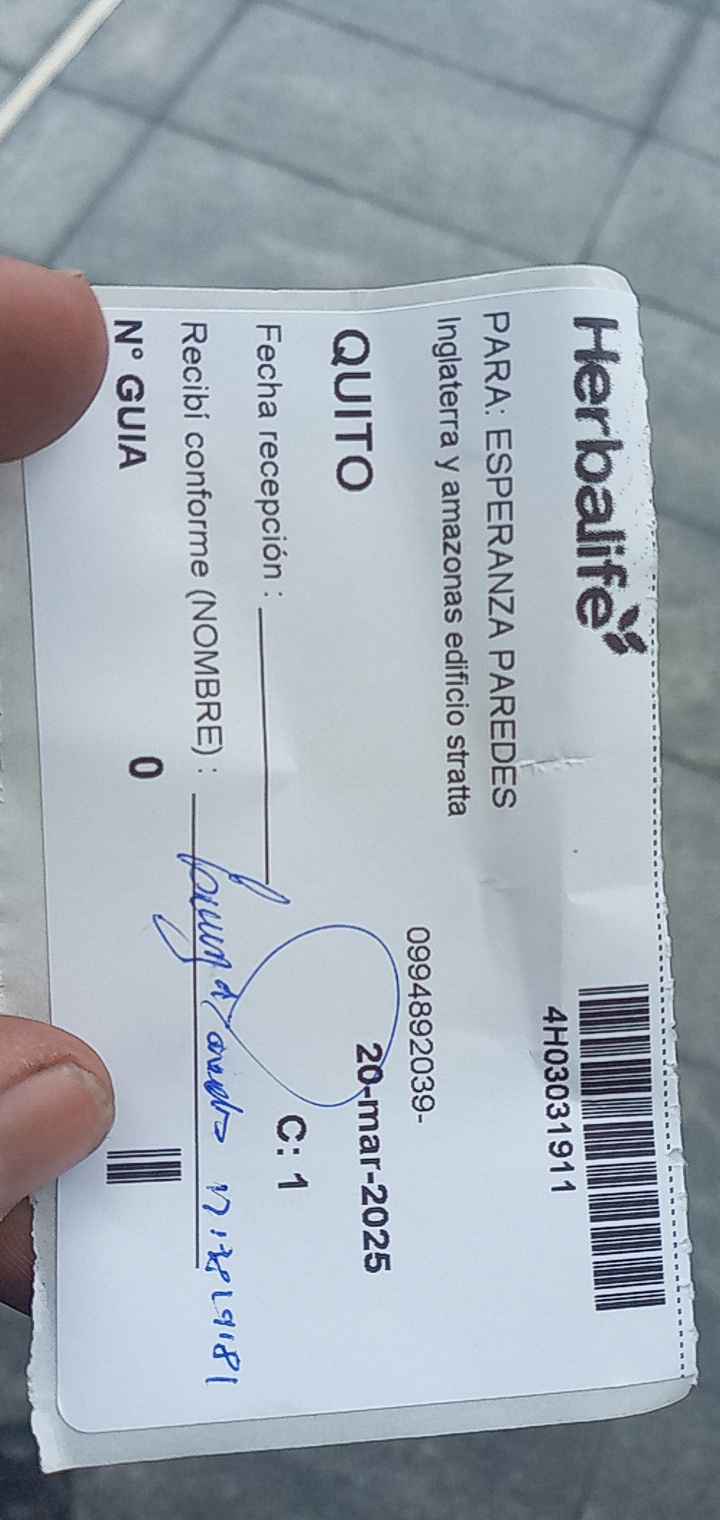 Herbalife
4H03031911
PARA: ESPERANZA PAREDES
Inglaterra y amazonas edificio stratta
0994892039-
QUITO
20-mar-2025
Fecha recepción :
C: 1
Recibí conforme (NOMBRE) :
N° GUIA 0